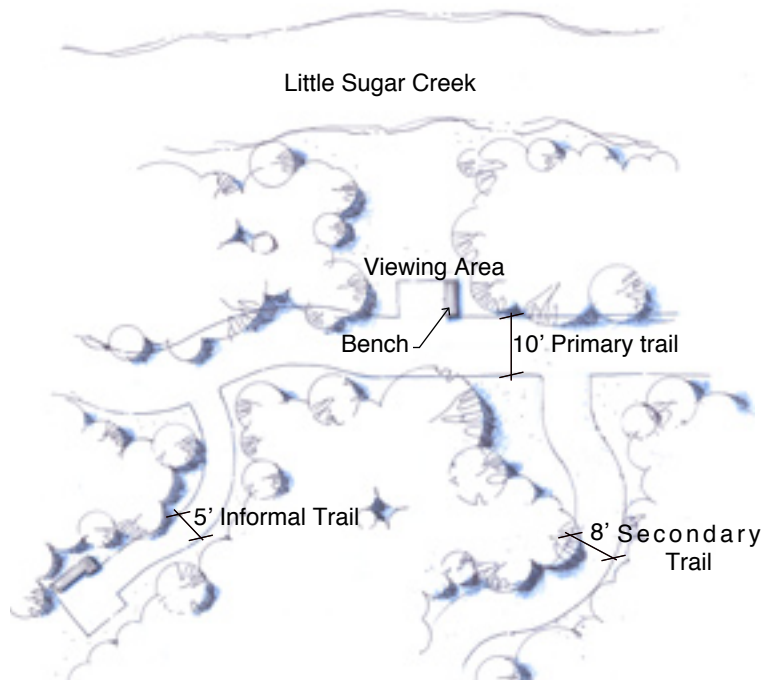 Little Sugar Creek
Viewing Area
Bench
10’ Primary trail
5’ Informal Trail
8’ Secondary
Trail